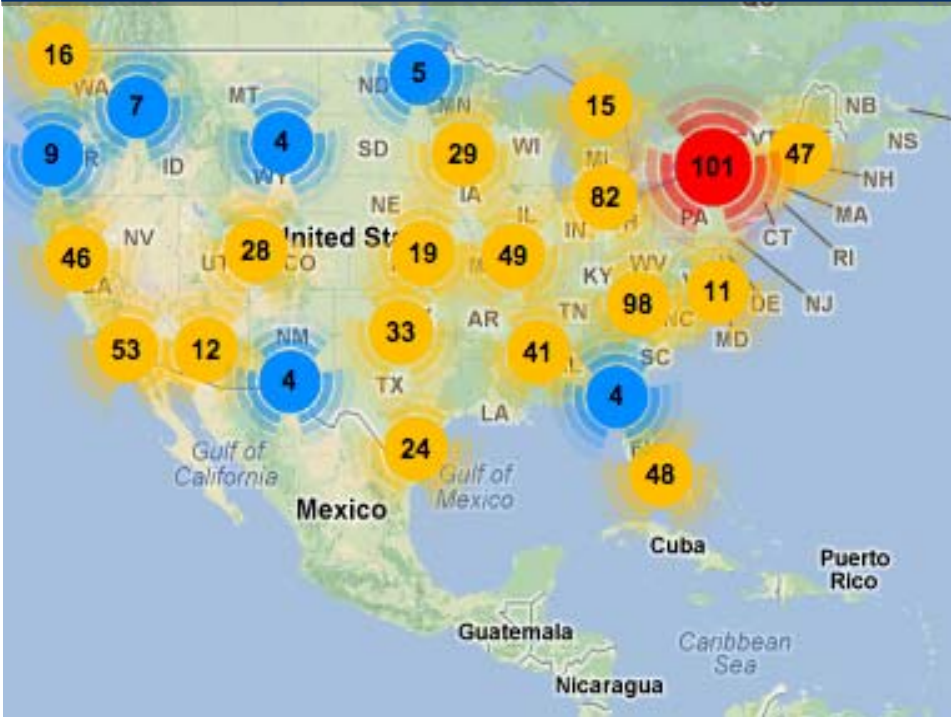 16
WA
7
MT
5
ND
MN
15
NB
NS
9
R
ID
4
WY
SD
29
WI
MI
101
VT
47
NH
MA
RI
CT
NJ
NE
IA
IL
IN
82
PA
46
NV
UT
28
CO
United St
19
49
KY
WV
98
11
DE
MD
NC
SC
TN
AR
53
12
NM
4
33
TX
41
LA
4
24
48
Gulf of
California
Gulf of
Mexico
Mexico
Cuba
Puerto
Rico
Guatemala
Caribbean
Sea
Nicaragua